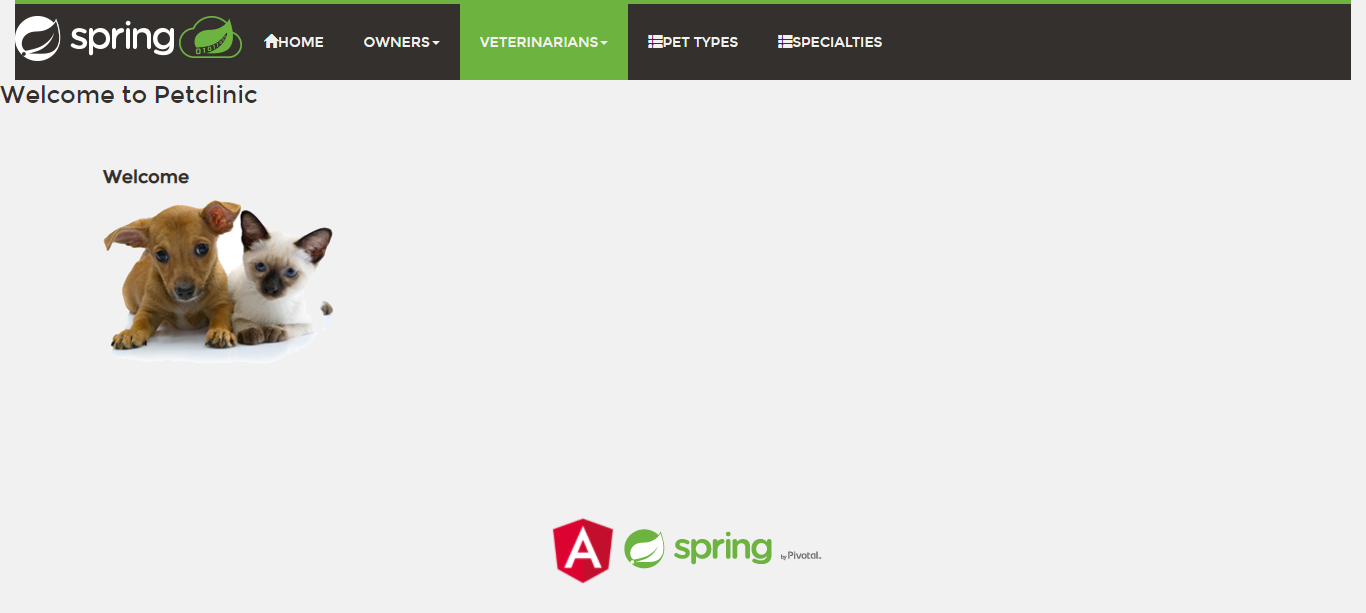 spring HOME OWNERS VETERINARIANS PET TYPES SPECIALTIES
Welcome to Petclinic
Welcome
A spring by Pivotal.